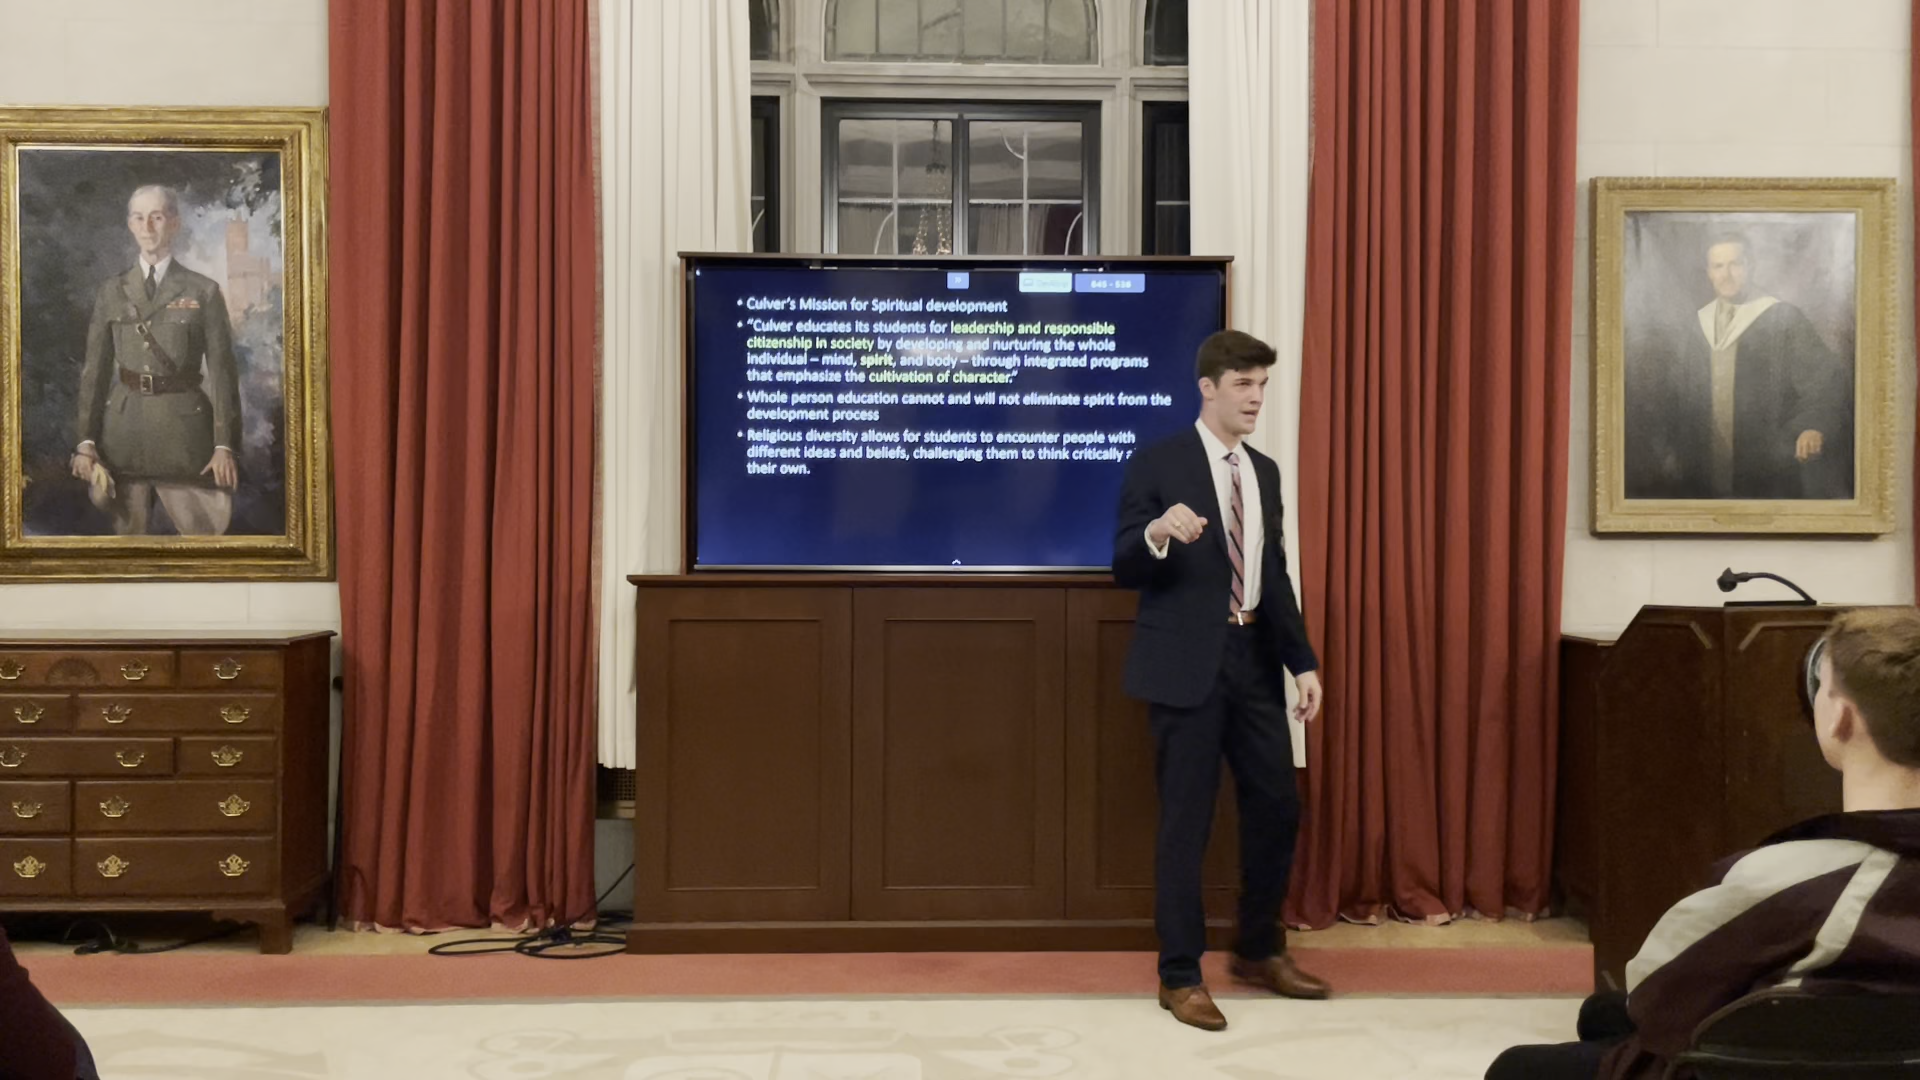 645 - 538
• Culver's Mission for Spiritual development
• "Culver educates its students for leadership and responsible
citizenship in society by developing and nurturing the whole
individual – mind, spirit, and body – through integrated programs
that emphasize the cultivation of character."
• Whole person education cannot and will not eliminate spirit from the
development process
• Religious diversity allows for students to encounter people with
different ideas and beliefs, challenging them to think critically
their own.